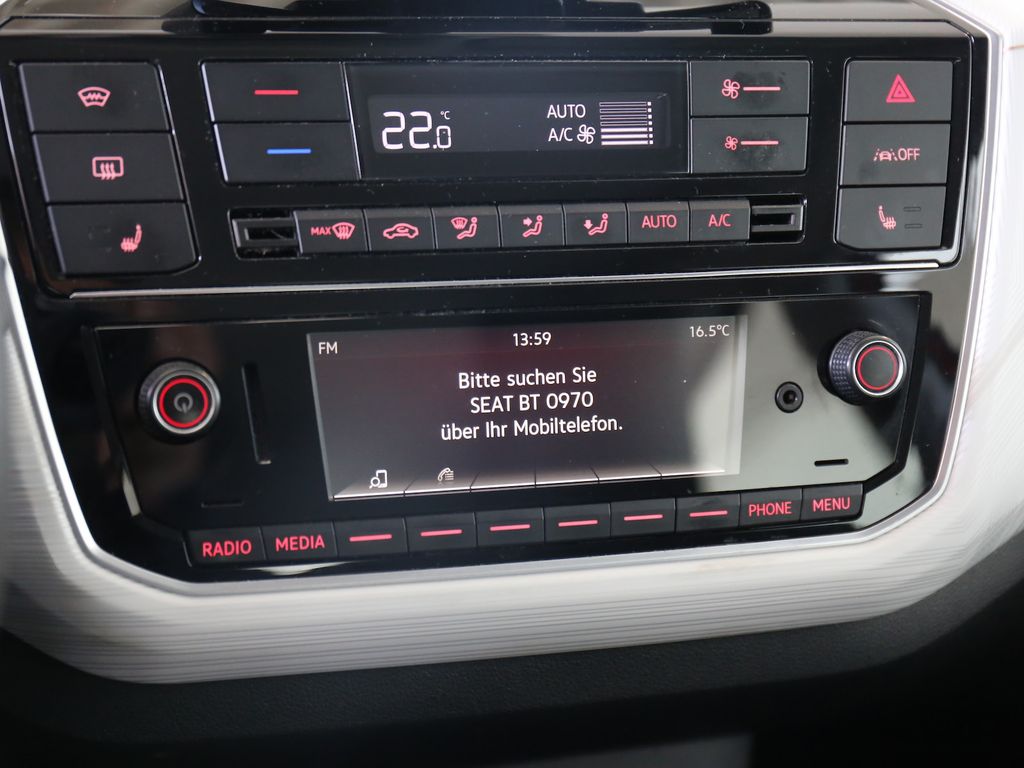 22.0 °C
AUTO
A/C
OFF
MAX
AUTO
A/C
FM
13:59
16.5°C
Bitte suchen Sie
SEAT BT 0970
über Ihr Mobiltelefon.
RADIO
MEDIA
PHONE
MENU